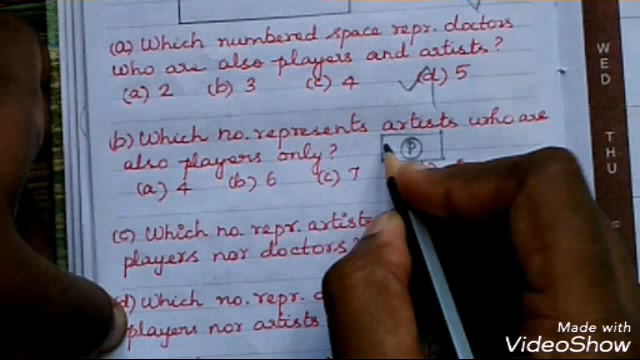 (a) Which numbered space repr. doctors
who are also players and artists?
(a) 2 (b) 3 (c) 4 (d) 5
(b) Which no. represents artists who are
also players only?
P
(a) 4 (b) 6 (c) 7
(c) Which no. repr. artists
players nor doctors?
(d) Which no. repr.
players nor artists
WED
THU
Made with
VideoShow